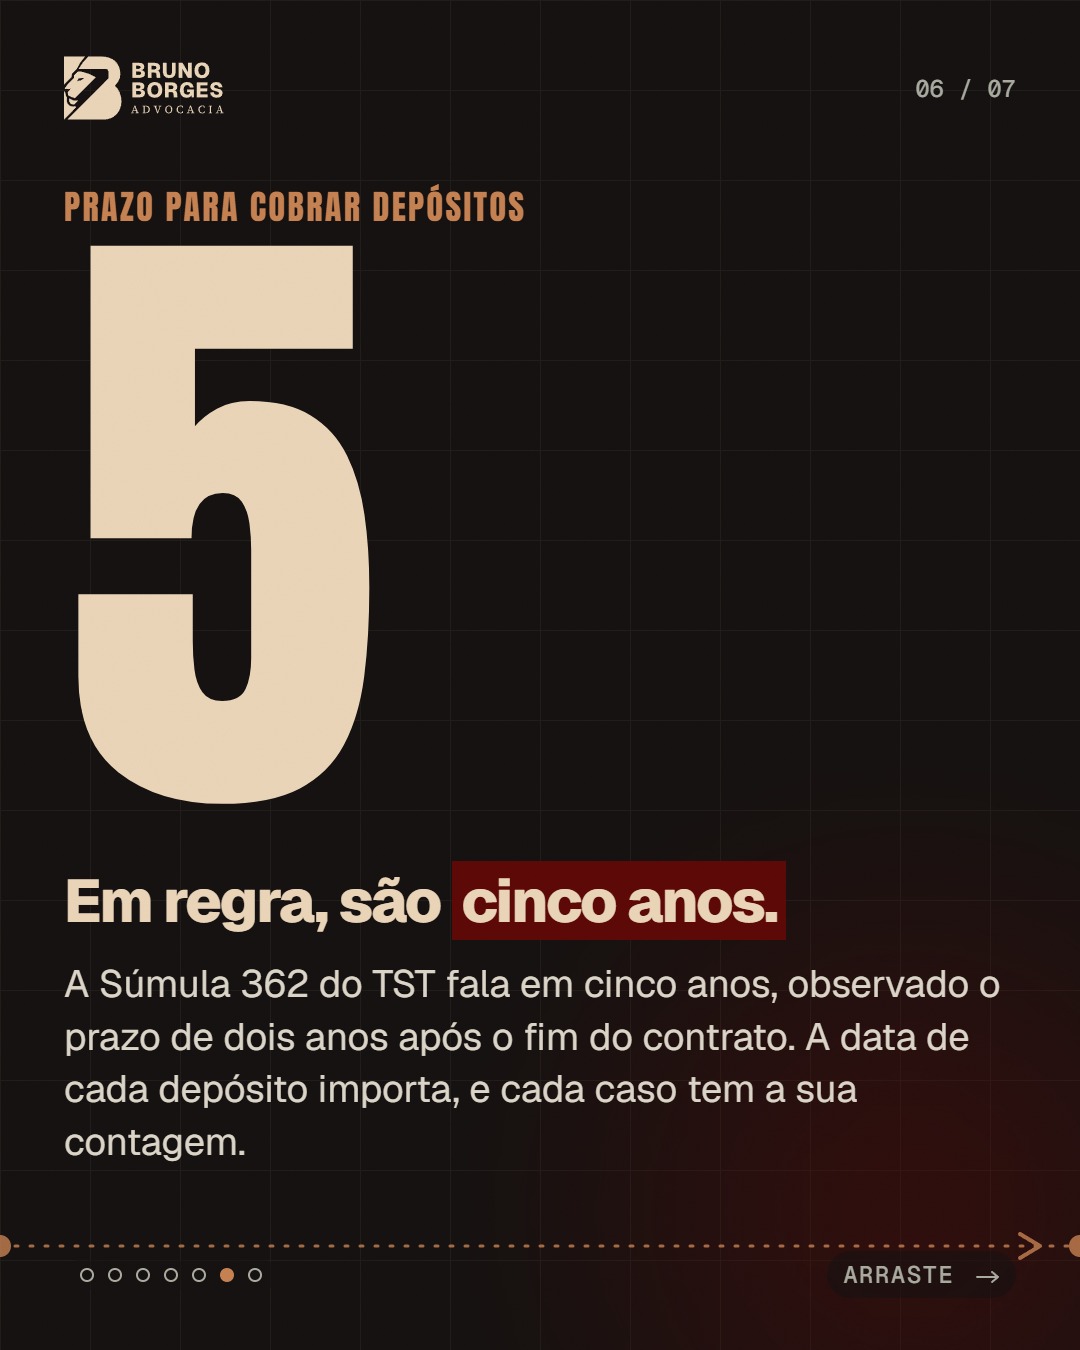 BRUNO
BORGES
ADVOCACIA
06 / 07
PRAZO PARA COBRAR DEPÓSITOS
5
Em regra, são cinco anos.
A Súmula 362 do TST fala em cinco anos, observado o
prazo de dois anos após o fim do contrato. A data de
cada depósito importa, e cada caso tem a sua
contagem.
ARRASTE →